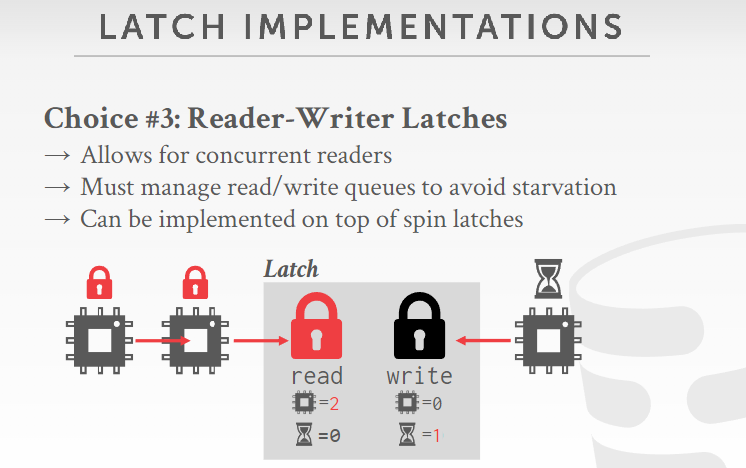 LATCH IMPLEMENTATIONS
Choice #3: Reader-Writer Latches
→ Allows for concurrent readers
→ Must manage read/write queues to avoid starvation
→ Can be implemented on top of spin latches
Latch
read write
=2 =0
=0 =1